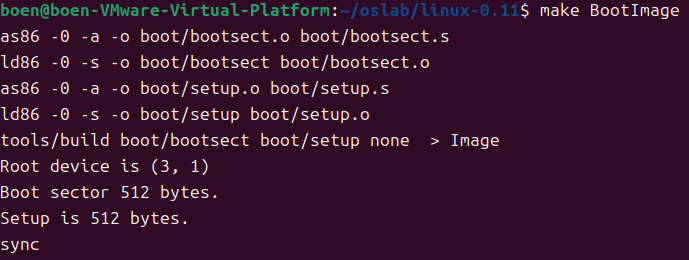 boen@boen-VMware-Virtual-Platform:~/oslab/linux-0.11$ make BootImage
as86 -0 -a -o boot/bootsect.o boot/bootsect.s
ld86 -0 -s -o boot/bootsect boot/bootsect.o
as86 -0 -a -o boot/setup.o boot/setup.s
ld86 -0 -s -o boot/setup boot/setup.o
tools/build boot/bootsect boot/setup none  > Image
Root device is (3, 1)
Boot sector 512 bytes.
Setup is 512 bytes.
sync